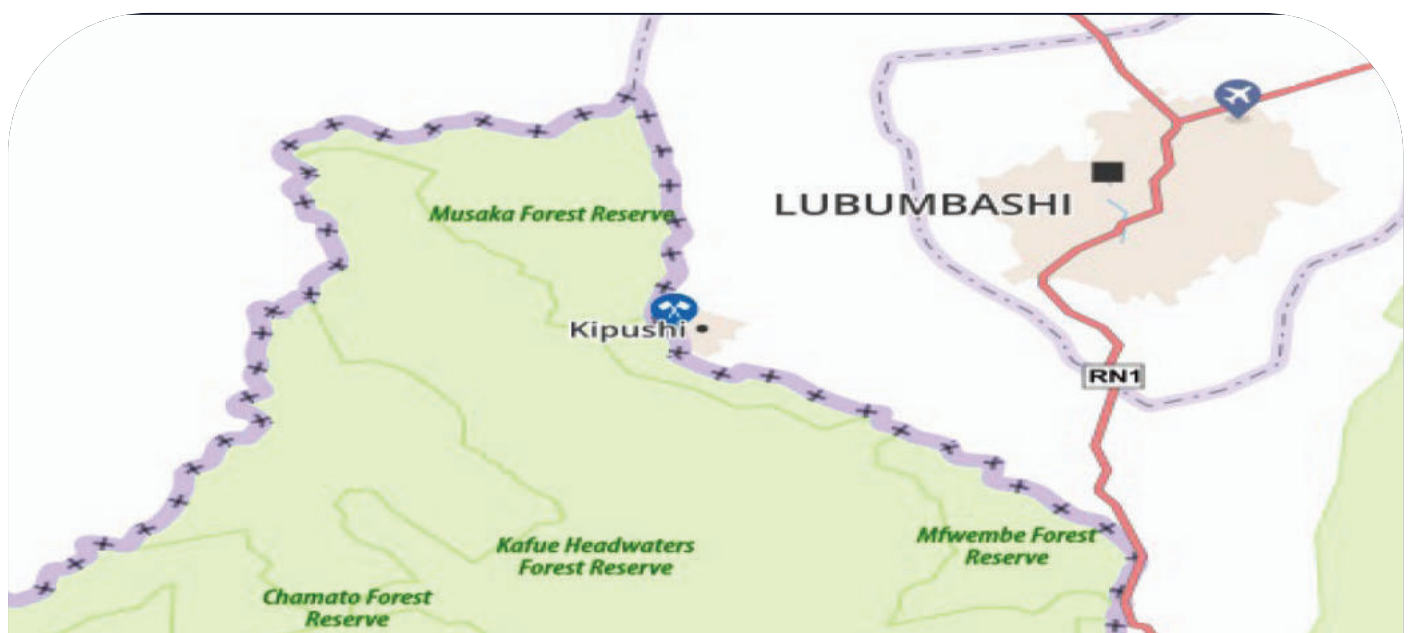 Musaka Forest Reserve
LUBUMBASHI
Kipushi
RN1
Kafue Headwaters
Forest Reserve
Mfwembe Forest
Reserve
Chamato Forest
Reserve